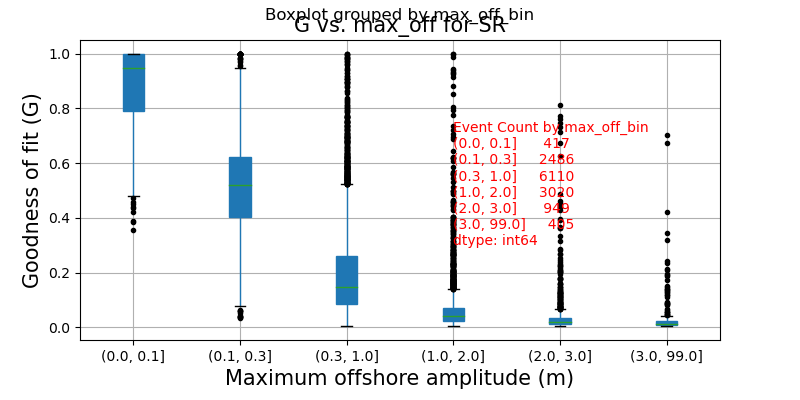 Boxplot grouped by max_off_bin
G vs. max_off for SR
Goodness of fit (G)
1.0
0.8
0.6
0.4
0.2
0.0
Event Count by max_off_bin
(0.0, 0.1] 417
(0.1, 0.3] 2486
(0.3, 1.0] 6110
(1.0, 2.0] 3020
(2.0, 3.0] 949
(3.0, 99.0] 485
dtype: int64
(0.0, 0.1] (0.1, 0.3] (0.3, 1.0] (1.0, 2.0] (2.0, 3.0] (3.0, 99.0]
Maximum offshore amplitude (m)